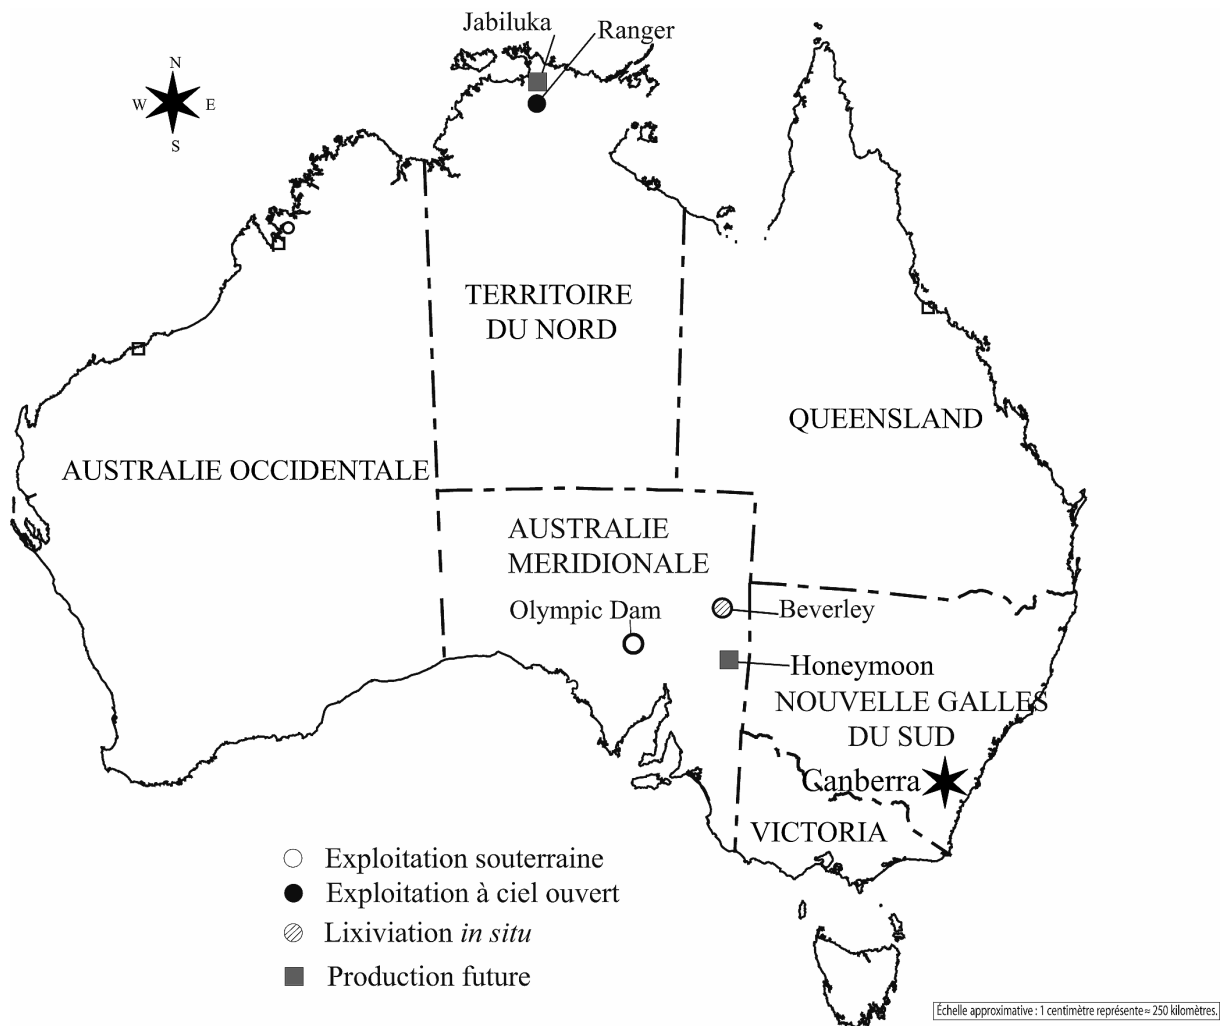 Jabiluka
Ranger
N
W
E
S
TERRITOIRE
DU NORD
QUEENSLAND
AUSTRALIE OCCIDENTALE
AUSTRALIE
MERIDIONALE
Olympic Dam
Beverley
Honeymoon
NOUVELLE GALLES
DU SUD
Canberra
VICTORIA
Exploitation souterraine
Exploitation à ciel ouvert
Lixiviation in situ
Production future
Échelle approximative : 1 centimètre représente ≈ 250 kilomètres.